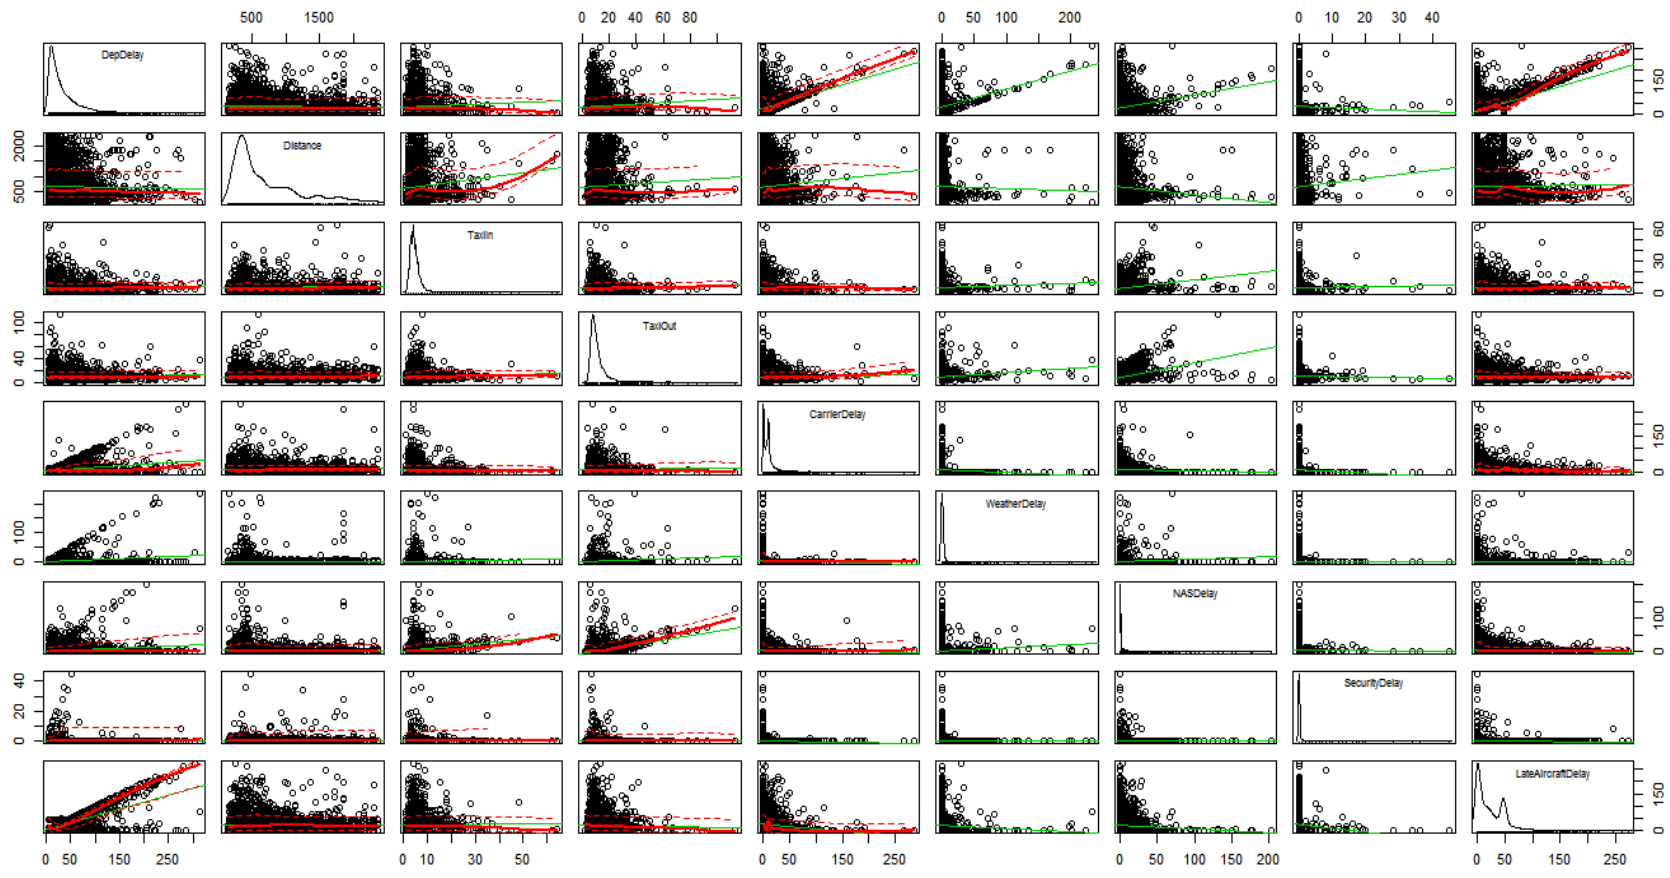 500 1500 0 20 40 60 80 0 50 100 200 0 10 20 30 40
DepDelay
0 150
500 2000
Distance
TaxiIn
0 30 60
0 40 100
TaxiOut
CarrierDelay
0 150
0 100
WeatherDelay
NASDelay
0 100
0 20 40
SecurityDelay
LateAircraftDelay
0 150
0 50 150 250 0 10 30 50 0 50 150 250 0 50 100 150 200 0 50 150 250